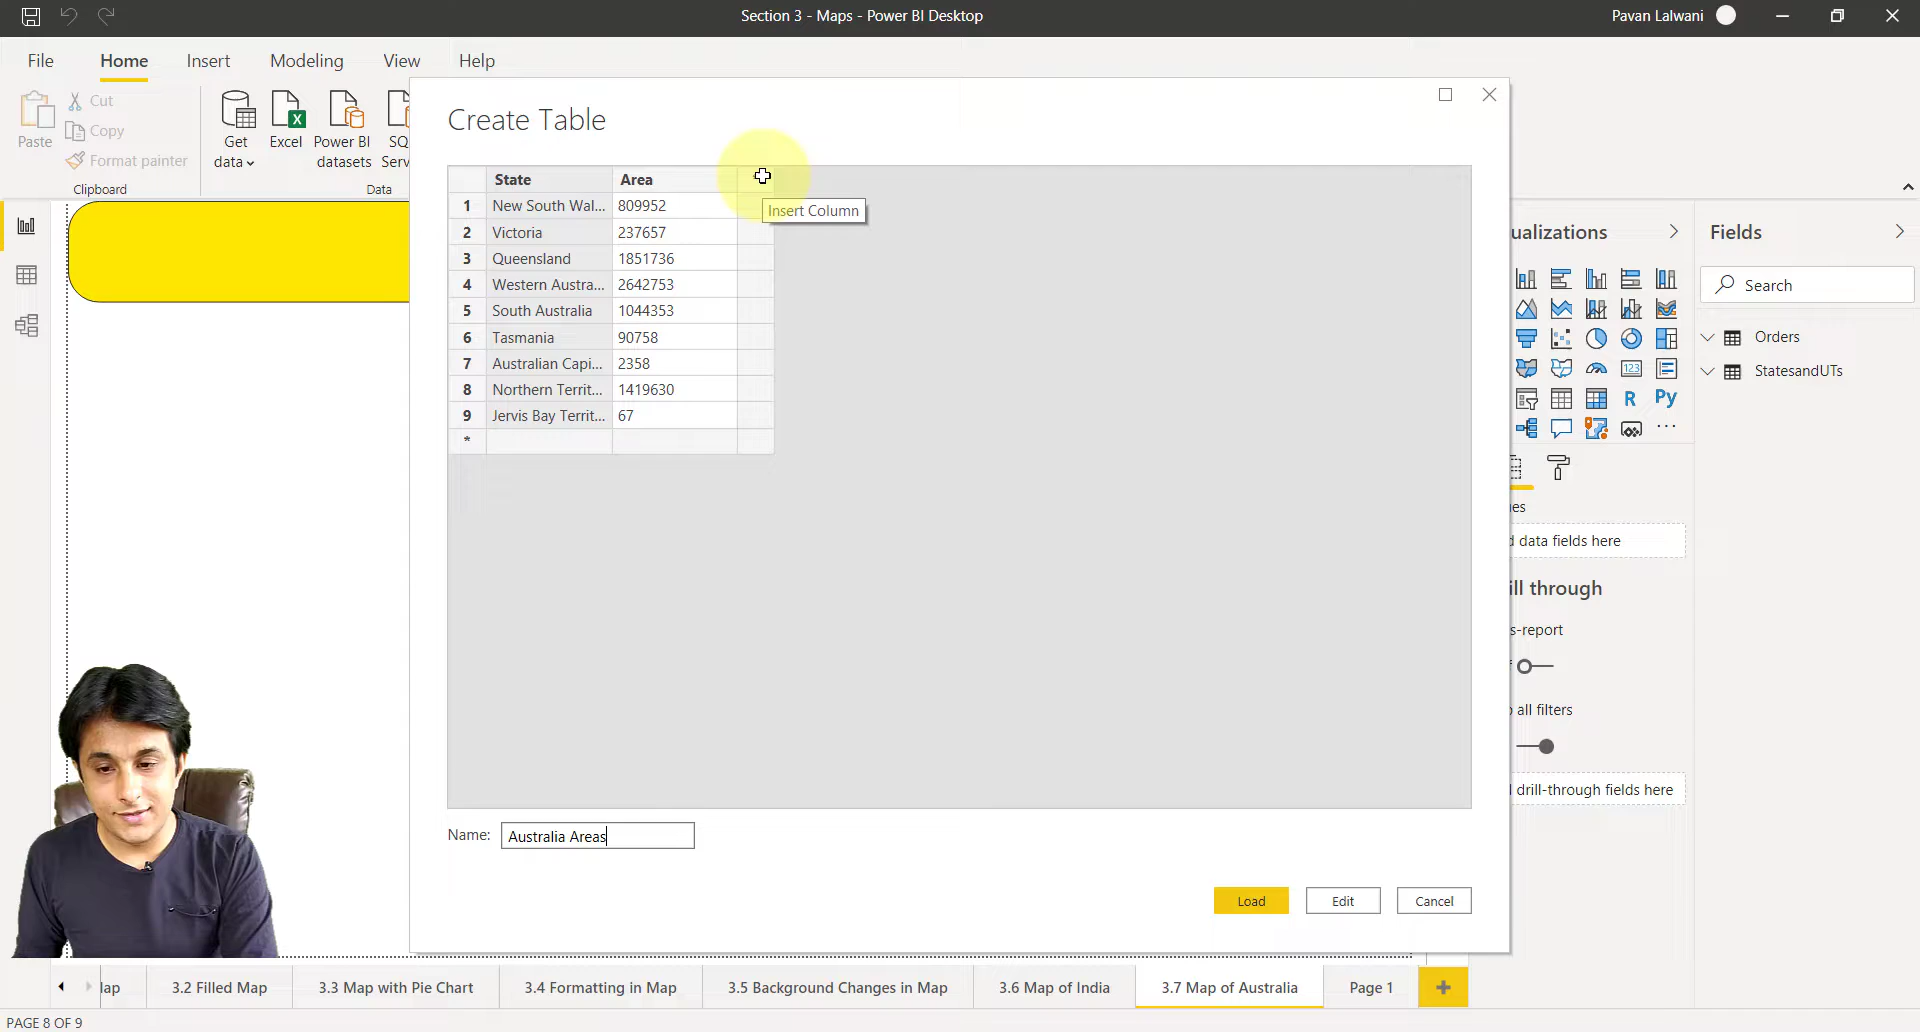 Section 3 - Maps - Power BI Desktop
Pavan Lalwani
File Home Insert Modeling View Help
Cut
Copy
Paste
Format painter
Get data
Excel
Power BI datasets
SQ
Serv
Clipboard
Data
Create Table
State Area
1 New South Wal... 809952
Insert Column
2 Victoria 237657
3 Queensland 1851736
4 Western Austra... 2642753
5 South Australia 1044353
6 Tasmania 90758
7 Australian Capi... 2358
8 Northern Territ... 1419630
9 Jervis Bay Territ... 67
*
Name: Australia Areas
Load Edit Cancel
ualizations
123
R Py
...
es
d data fields here
ill through
s-report
all filters
drill-through fields here
Fields
Search
Orders
StatesandUTs
lap
3.2 Filled Map
3.3 Map with Pie Chart
3.4 Formatting in Map
3.5 Background Changes in Map
3.6 Map of India
3.7 Map of Australia
Page 1
+
PAGE 8 OF 9